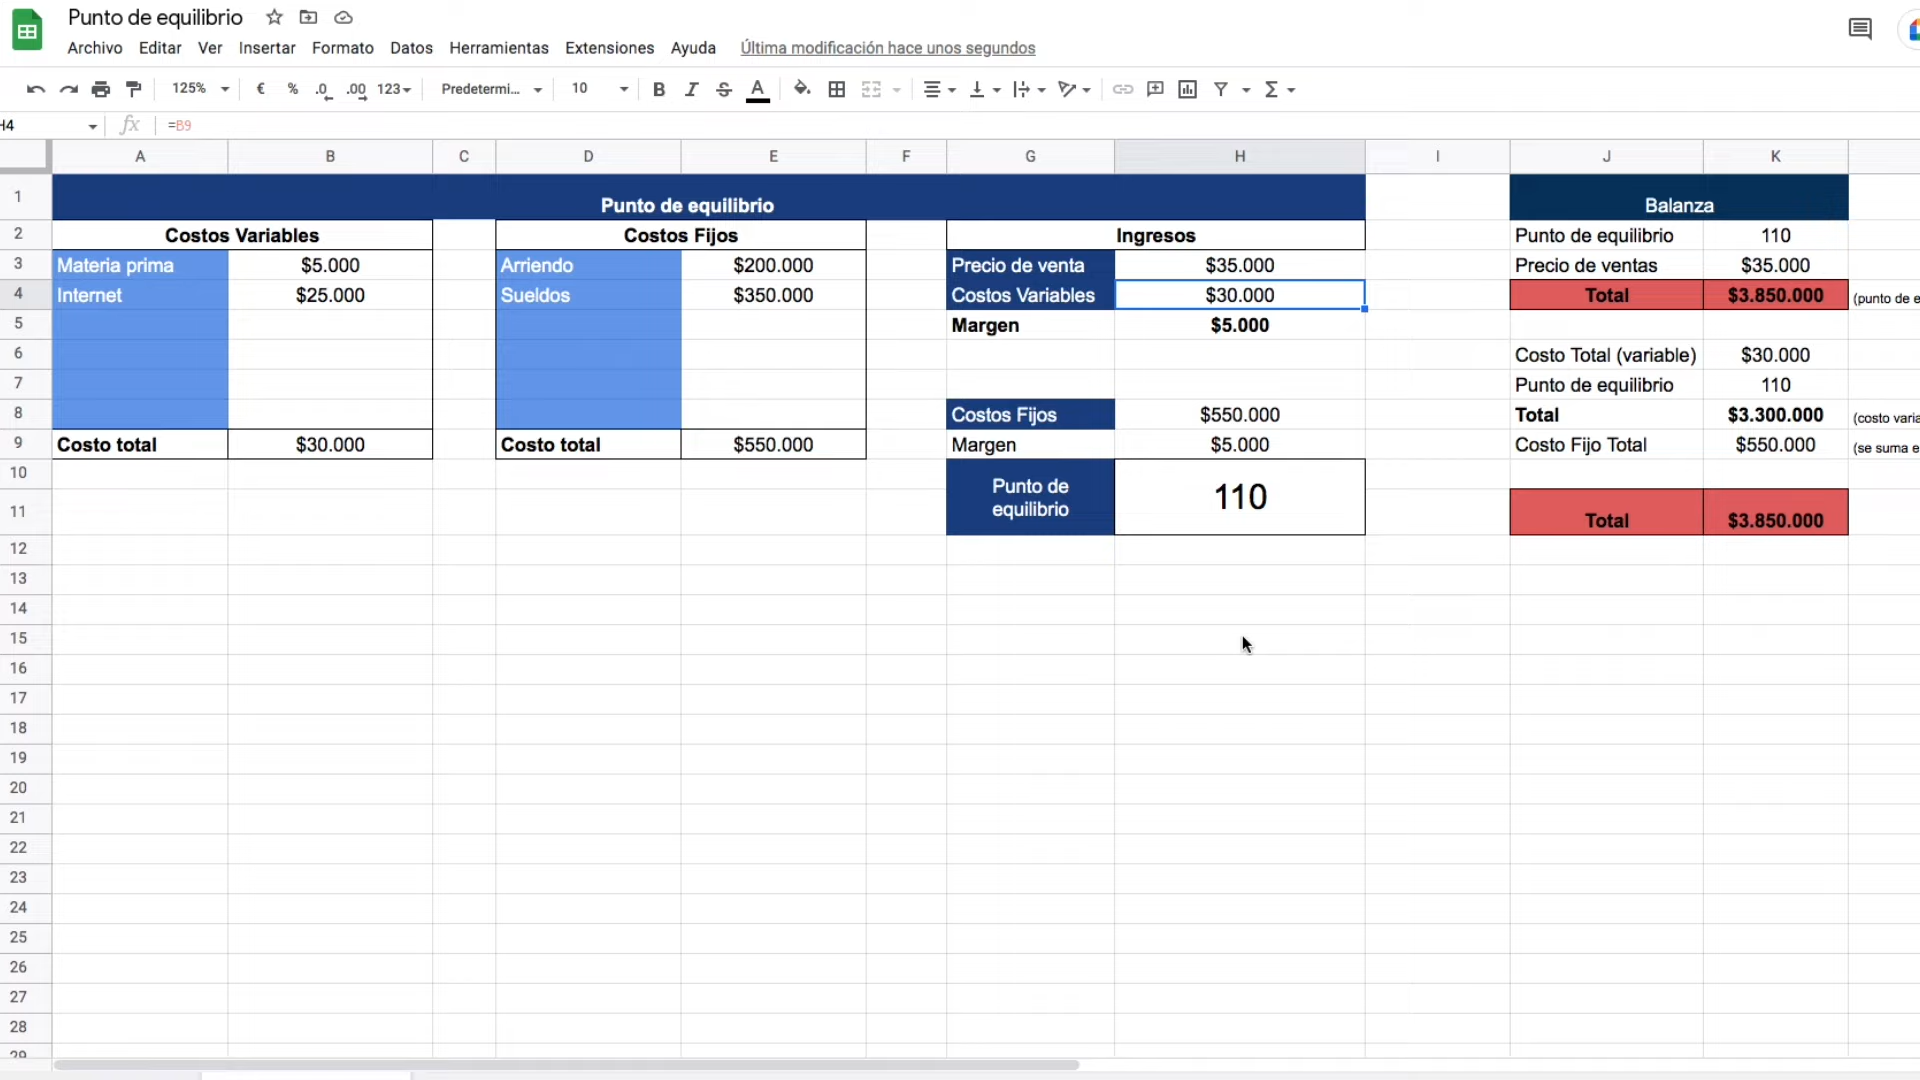 Punto de equilibrio
Archivo Editar Ver Insertar Formato Datos Herramientas Extensiones Ayuda Última modificación hace unos segundos
125% € % .0 .00 123 Predetermi... 10 B I S A Σ
H4 fx =B9
A B C D E F G H I J K
1 Punto de equilibrio Balanza
2 Costos Variables Costos Fijos Ingresos Punto de equilibrio 110
3 Materia prima $5.000 Arriendo $200.000 Precio de venta $35.000 Precio de ventas $35.000
4 Internet $25.000 Sueldos $350.000 Costos Variables $30.000 Total $3.850.000 (punto de e
5 Margen $5.000
6 Costo Total (variable) $30.000
7 Punto de equilibrio 110
8 Costos Fijos $550.000 Total $3.300.000 (costo varia
9 Costo total $30.000 Costo total $550.000 Margen $5.000 Costo Fijo Total $550.000 (se suma e
10 Punto de
equilibrio 110
11 Total $3.850.000
12
13
14
15
16
17
18
19
20
21
22
23
24
25
26
27
28
29